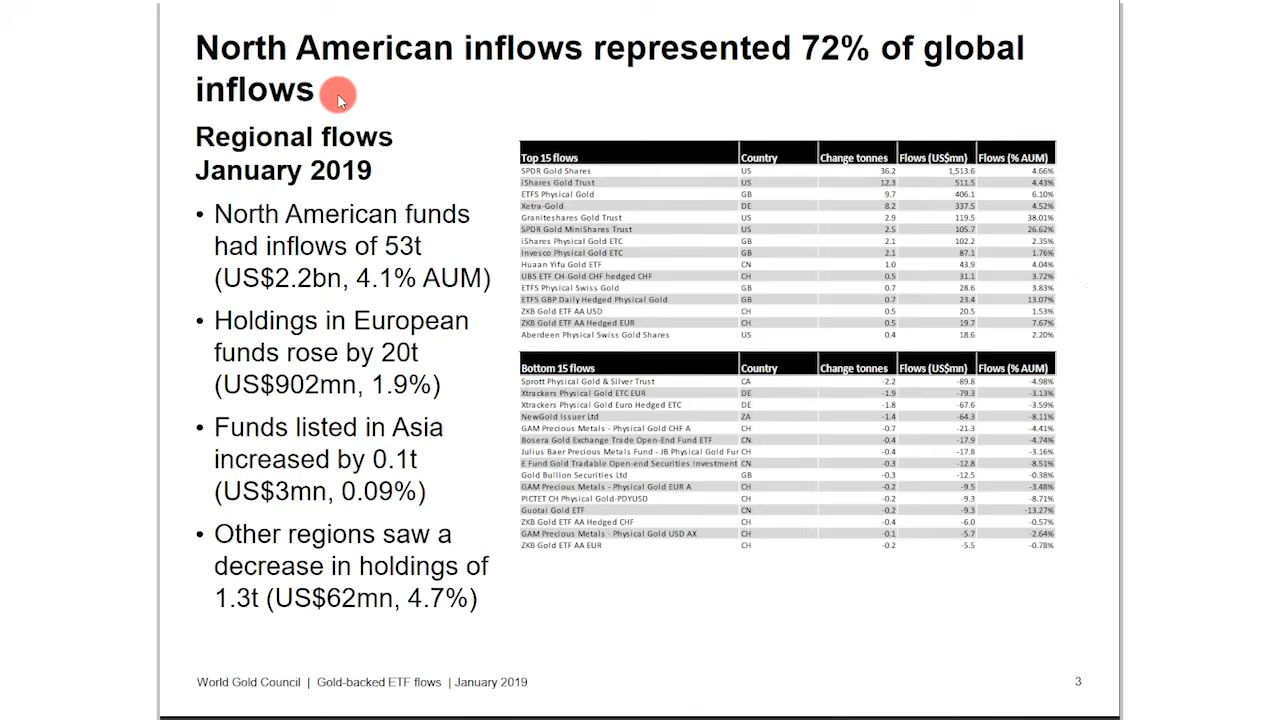 North American inflows represented 72% of global
inflows
Regional flows
January 2019
• North American funds
had inflows of 53t
(US$2.2bn, 4.1% AUM)
• Holdings in European
funds rose by 20t
(US$902mn, 1.9%)
• Funds listed in Asia
increased by 0.1t
(US$3mn, 0.09%)
• Other regions saw a
decrease in holdings of
1.3t (US$62mn, 4.7%)
Top 15 flows Country Change tonnes Flows (US$mn) Flows (% AUM)
SPDR Gold Shares US 36.2 1,513.6 4.66%
iShares Gold Trust US 12.3 511.5 4.43%
ETFS Physical Gold GB 9.7 406.1 6.10%
Xetra-Gold DE 8.2 337.5 4.52%
Graniteshares Gold Trust US 2.9 119.5 38.01%
SPDR Gold MiniShares Trust US 2.5 105.7 26.62%
iShares Physical Gold ETC GB 2.1 102.2 2.35%
Invesco Physical Gold ETC GB 2.1 87.1 1.76%
Huaan Yifu Gold ETF CN 1.0 43.9 4.04%
UBS ETF CH-Gold CHF hedged CHF CH 0.5 31.1 3.72%
ETFS Physical Swiss Gold GB 0.7 28.6 3.83%
ETFS GBP Daily Hedged Physical Gold GB 0.7 23.4 13.07%
ZKB Gold ETF AA USD CH 0.5 20.5 1.53%
ZKB Gold ETF AA Hedged EUR CH 0.5 19.7 7.67%
Aberdeen Physical Swiss Gold Shares US 0.4 18.6 2.20%
Bottom 15 flows Country Change tonnes Flows (US$mn) Flows (% AUM)
Sprott Physical Gold & Silver Trust CA -2.2 -89.8 -4.98%
Xtrackers Physical Gold ETC EUR DE -1.9 -79.3 -3.13%
Xtrackers Physical Gold Euro Hedged ETC DE -1.8 -67.6 -3.59%
NewGold Issuer Ltd ZA -1.4 -64.3 -8.11%
GAM Precious Metals - Physical Gold CHF A CH -0.7 -21.3 -4.41%
Bosera Gold Exchange Trade Open-End Fund ETF CN -0.4 -17.9 -4.74%
Julius Baer Precious Metals Fund - JB Physical Gold Fur CH -0.4 -17.8 -3.16%
E Fund Gold Tradable Open-end Securities Investment CN -0.3 -12.8 -8.51%
Gold Bullion Securities Ltd GB -0.3 -12.5 -0.38%
GAM Precious Metals - Physical Gold EUR A CH -0.2 -9.5 -3.48%
PICTET CH Physical Gold-PDYUSD CH -0.2 -9.3 -8.71%
Guotai Gold ETF CN -0.2 -9.3 -13.27%
ZKB Gold ETF AA Hedged CHF CH -0.4 -6.0 -0.57%
GAM Precious Metals - Physical Gold USD AX CH -0.1 -5.7 -2.64%
ZKB Gold ETF AA EUR CH -0.2 -5.5 -0.78%
World Gold Council | Gold-backed ETF flows | January 2019 3